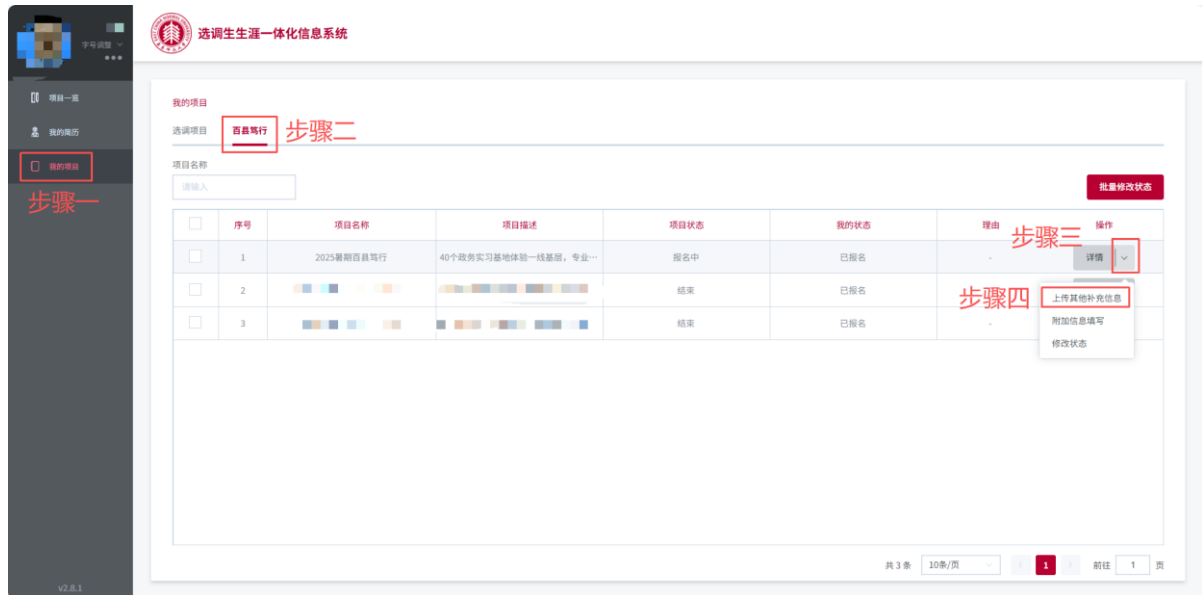 字号调整
选调生生涯一体化信息系统
项目一览
我的简历
我的项目
步骤一
v2.8.1
我的项目
选调项目 百县笃行 步骤二
项目名称
请输入
批量修改状态
序号 项目名称 项目描述 项目状态 我的状态 理由 操作
步骤三
1 2025暑期百县笃行 40个政务实习基地体验一线基层，专业… 报名中 已报名 - 详情
2 结束 已报名
步骤四 上传其他补充信息
3 结束 已报名 -
附加信息填写
修改状态
共 3 条 10条/页 1 前往 1 页